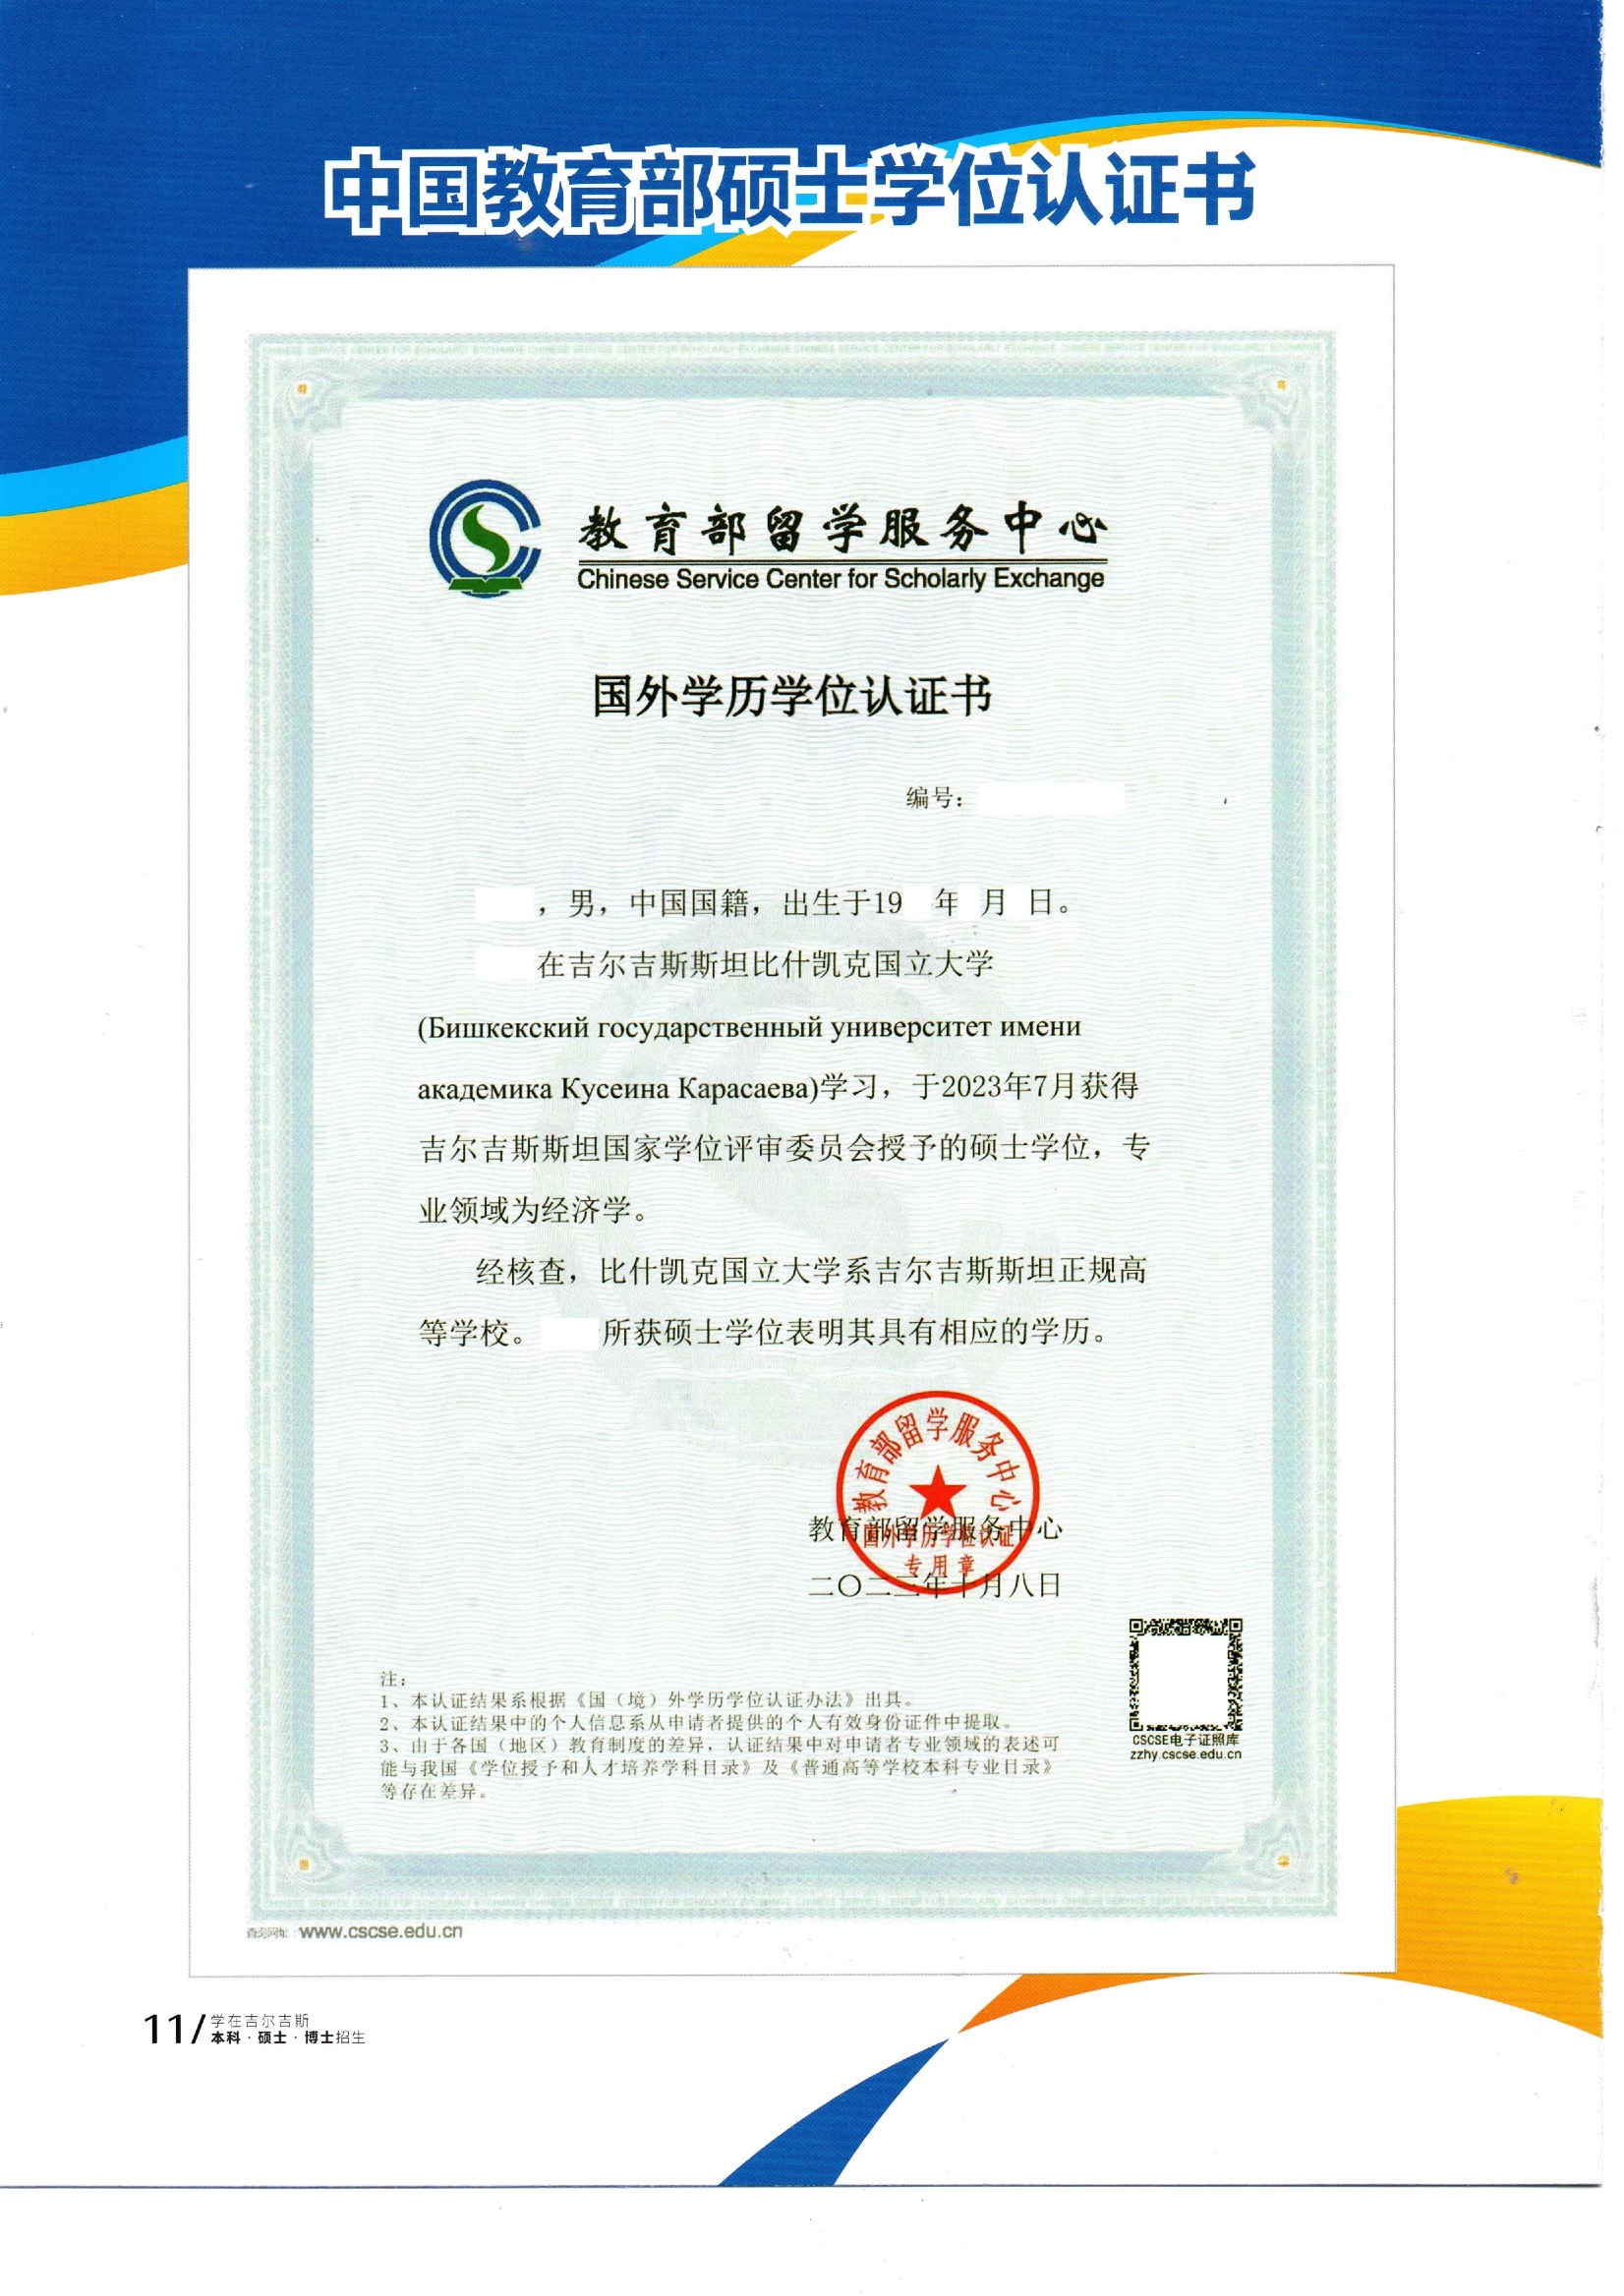 中国教育部硕士学位认证书
教育部留学服务中心
Chinese Service Center for Scholarly Exchange
国外学历学位认证书
编号：
，男，中国国籍，出生于19 年 月 日。
在吉尔吉斯斯坦比什凯克国立大学
(Бишкекский государственный университет имени
академика Кусеина Карасаева)学习，于2023年7月获得
吉尔吉斯斯坦国家学位评审委员会授予的硕士学位，专
业领域为经济学。
经核查，比什凯克国立大学系吉尔吉斯斯坦正规高
等学校。 所获硕士学位表明其具有相应的学历。
教育部留学服务中心
国外学历学位认证
专用章
教育部留学服务中心
二〇二三年十月八日
CSCSE电子证照库
zzhy.cscse.edu.cn
注：
1、本认证结果系根据《国（境）外学历学位认证办法》出具。
2、本认证结果中的个人信息系从申请者提供的个人有效身份证件中提取。
3、由于各国（地区）教育制度的差异，认证结果中对申请者专业领域的表述可
能与我国《学位授予和人才培养学科目录》及《普通高等学校本科专业目录》
等存在差异。
查询网址：www.cscse.edu.cn
11/学在吉尔吉斯
本科·硕士·博士招生